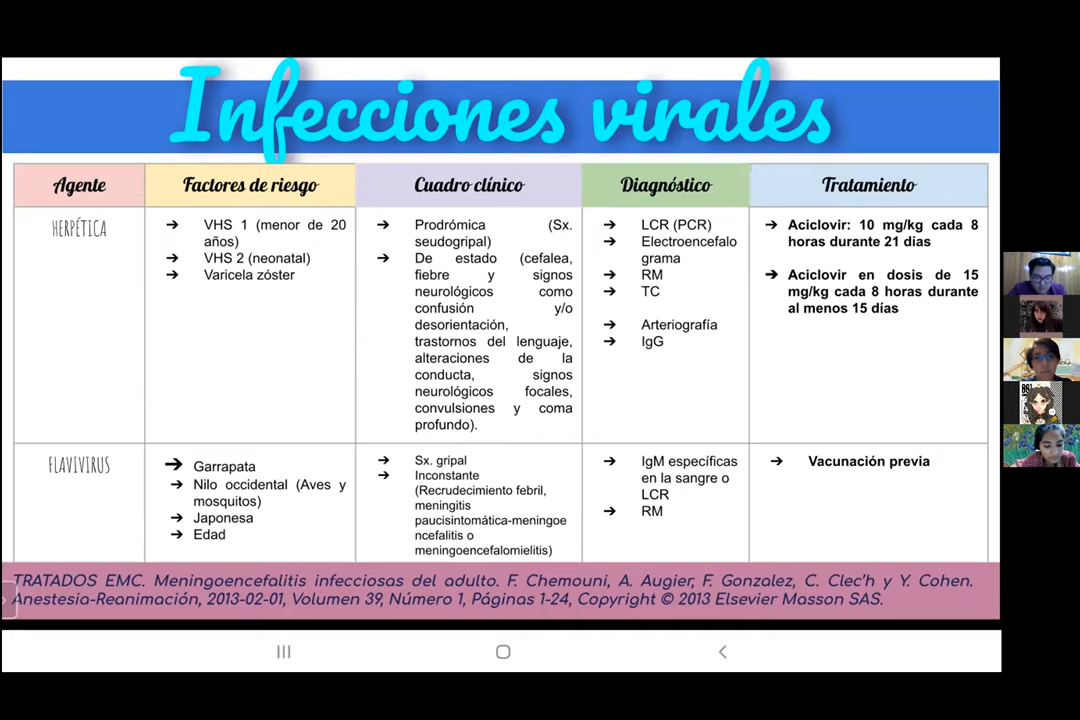 Infecciones virales
Agente
Factores de riesgo
Cuadro clínico
Diagnóstico
Tratamiento
HERPÉTICA
➔ VHS 1 (menor de 20
años)
➔ VHS 2 (neonatal)
➔ Varicela zóster
➔ Prodrómica (Sx.
seudogripal)
➔ De estado (cefalea,
fiebre y signos
neurológicos como
confusión y/o
desorientación,
trastornos del lenguaje,
alteraciones de la
conducta, signos
neurológicos focales,
convulsiones y coma
profundo).
➔ LCR (PCR)
➔ Electroencefalo
grama
➔ RM
➔ TC
➔ Arteriografía
➔ IgG
➔ Aciclovir: 10 mg/kg cada 8
horas durante 21 días
➔ Aciclovir en dosis de 15
mg/kg cada 8 horas durante
al menos 15 días
FLAVIVIRUS
➔ Garrapata
➔ Nilo occidental (Aves y
mosquitos)
➔ Japonesa
➔ Edad
➔ Sx. gripal
➔ Inconstante
(Recrudecimiento febril,
meningitis
paucisintomática-meningoe
ncefalitis o
meningoencefalomielitis)
➔ IgM específicas
en la sangre o
LCR
➔ RM
➔ Vacunación previa
TRATADOS EMC. Meningoencefalitis infecciosas del adulto. F. Chemouni, A. Augier, F. Gonzalez, C. Clec'h y Y. Cohen.
Anestesia-Reanimación, 2013-02-01, Volumen 39, Número 1, Páginas 1-24, Copyright © 2013 Elsevier Masson SAS.